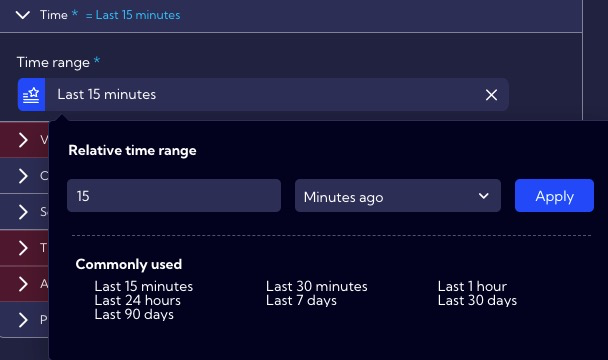 Time * = Last 15 minutes
Time range *
Last 15 minutes
V
Relative time range
C
15 Minutes ago Apply
S
T
Commonly used
Last 15 minutes Last 30 minutes Last 1 hour
A
Last 24 hours Last 7 days Last 30 days
Last 90 days
P